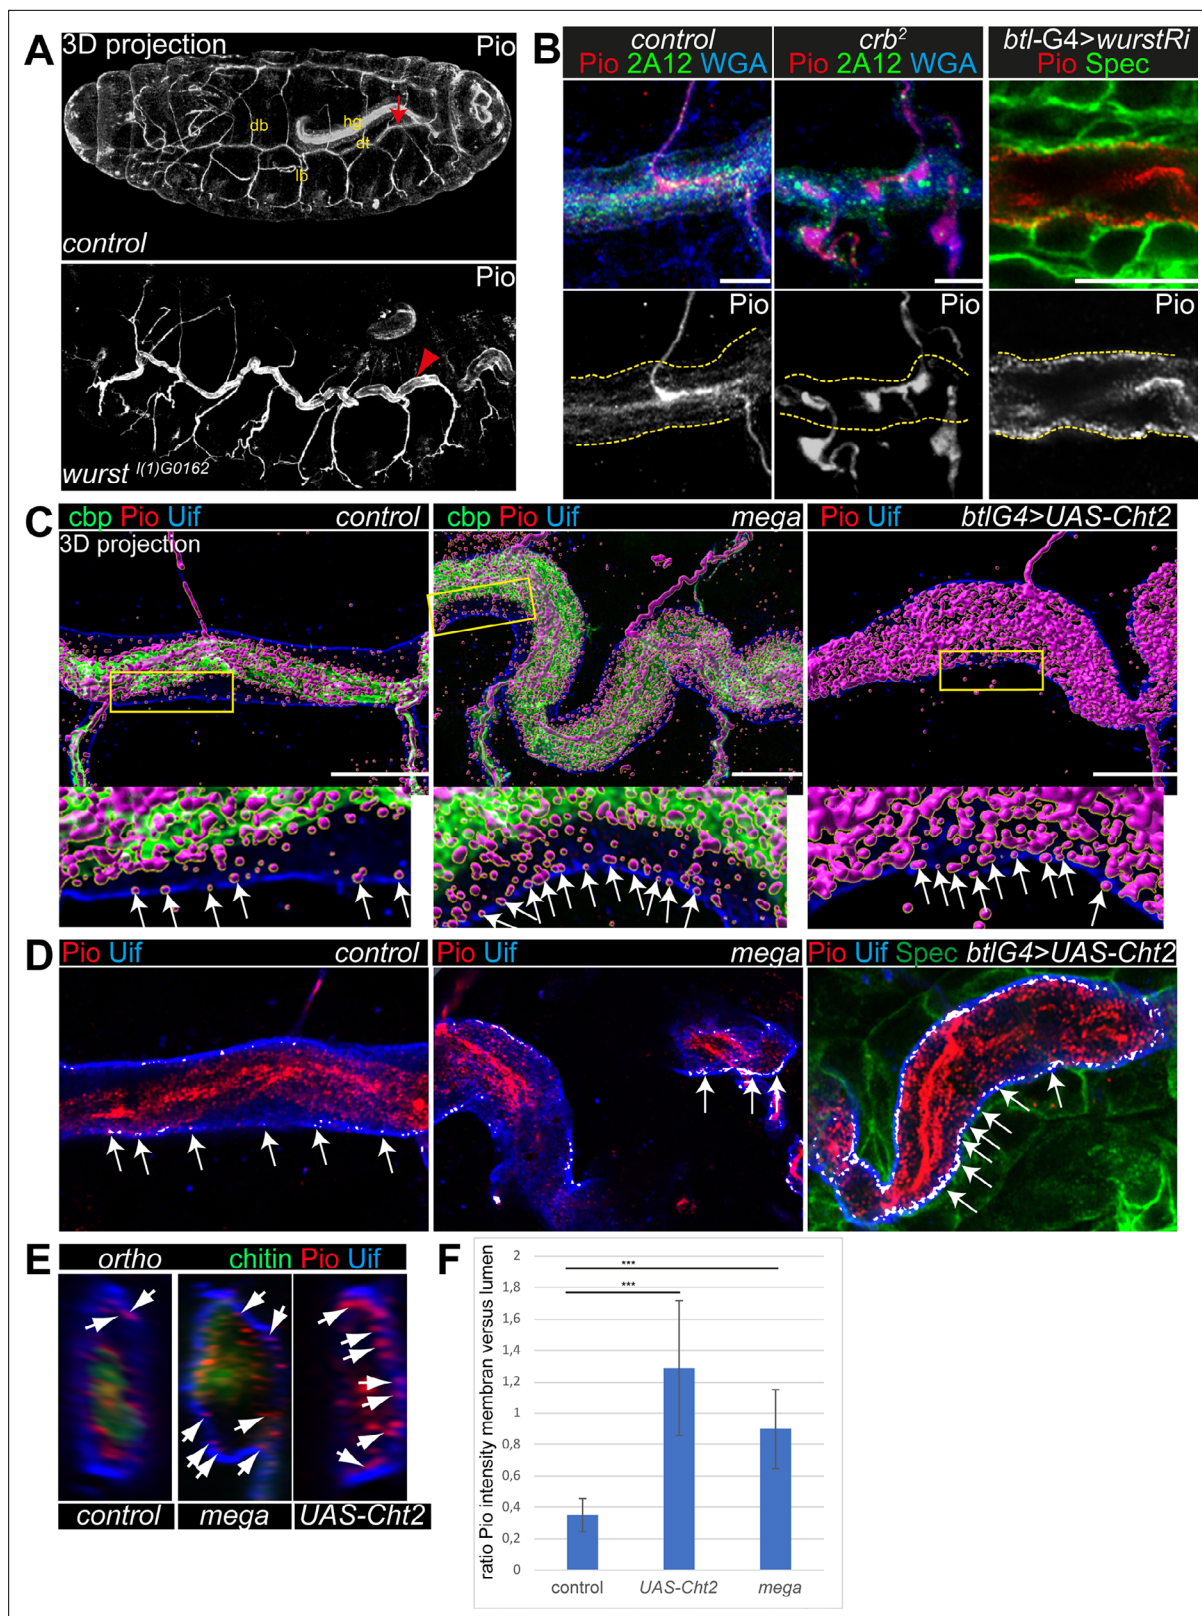 A
3D projection
Pio
db
hg
dt
lb
control
Pio
wurst l(1)G0162
B
control
crb2
btl-G4>wurstRi
Pio 2A12 WGA
Pio 2A12 WGA
Pio Spec
Pio
Pio
Pio
C
cbp Pio Uif
control
cbp Pio Uif
mega
Pio Uif
btlG4>UAS-Cht2
3D projection
D
Pio Uif
control
Pio Uif
mega
Pio Uif Spec btlG4>UAS-Cht2
E
ortho
chitin Pio Uif
control
mega
UAS-Cht2
F
ratio Pio intensity membran versus lumen
2
1,8
1,6
1,4
1,2
1
0,8
0,6
0,4
0,2
0
***
***
control
UAS-Cht2
mega